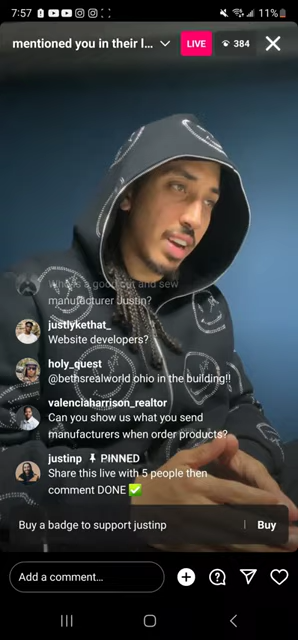 7:57
11%
mentioned you in their l...
LIVE
384
Who's a good cut and sew
manufacturer Justin?
justlykethat_
Website developers?
holy_quest
@bethsrealworld ohio in the building!!
valenciaharrison_realtor
Can you show us what you send
manufacturers when order products?
justinp PINNED
Share this live with 5 people then
comment DONE ✅
Buy a badge to support justinp
Buy
Add a comment...